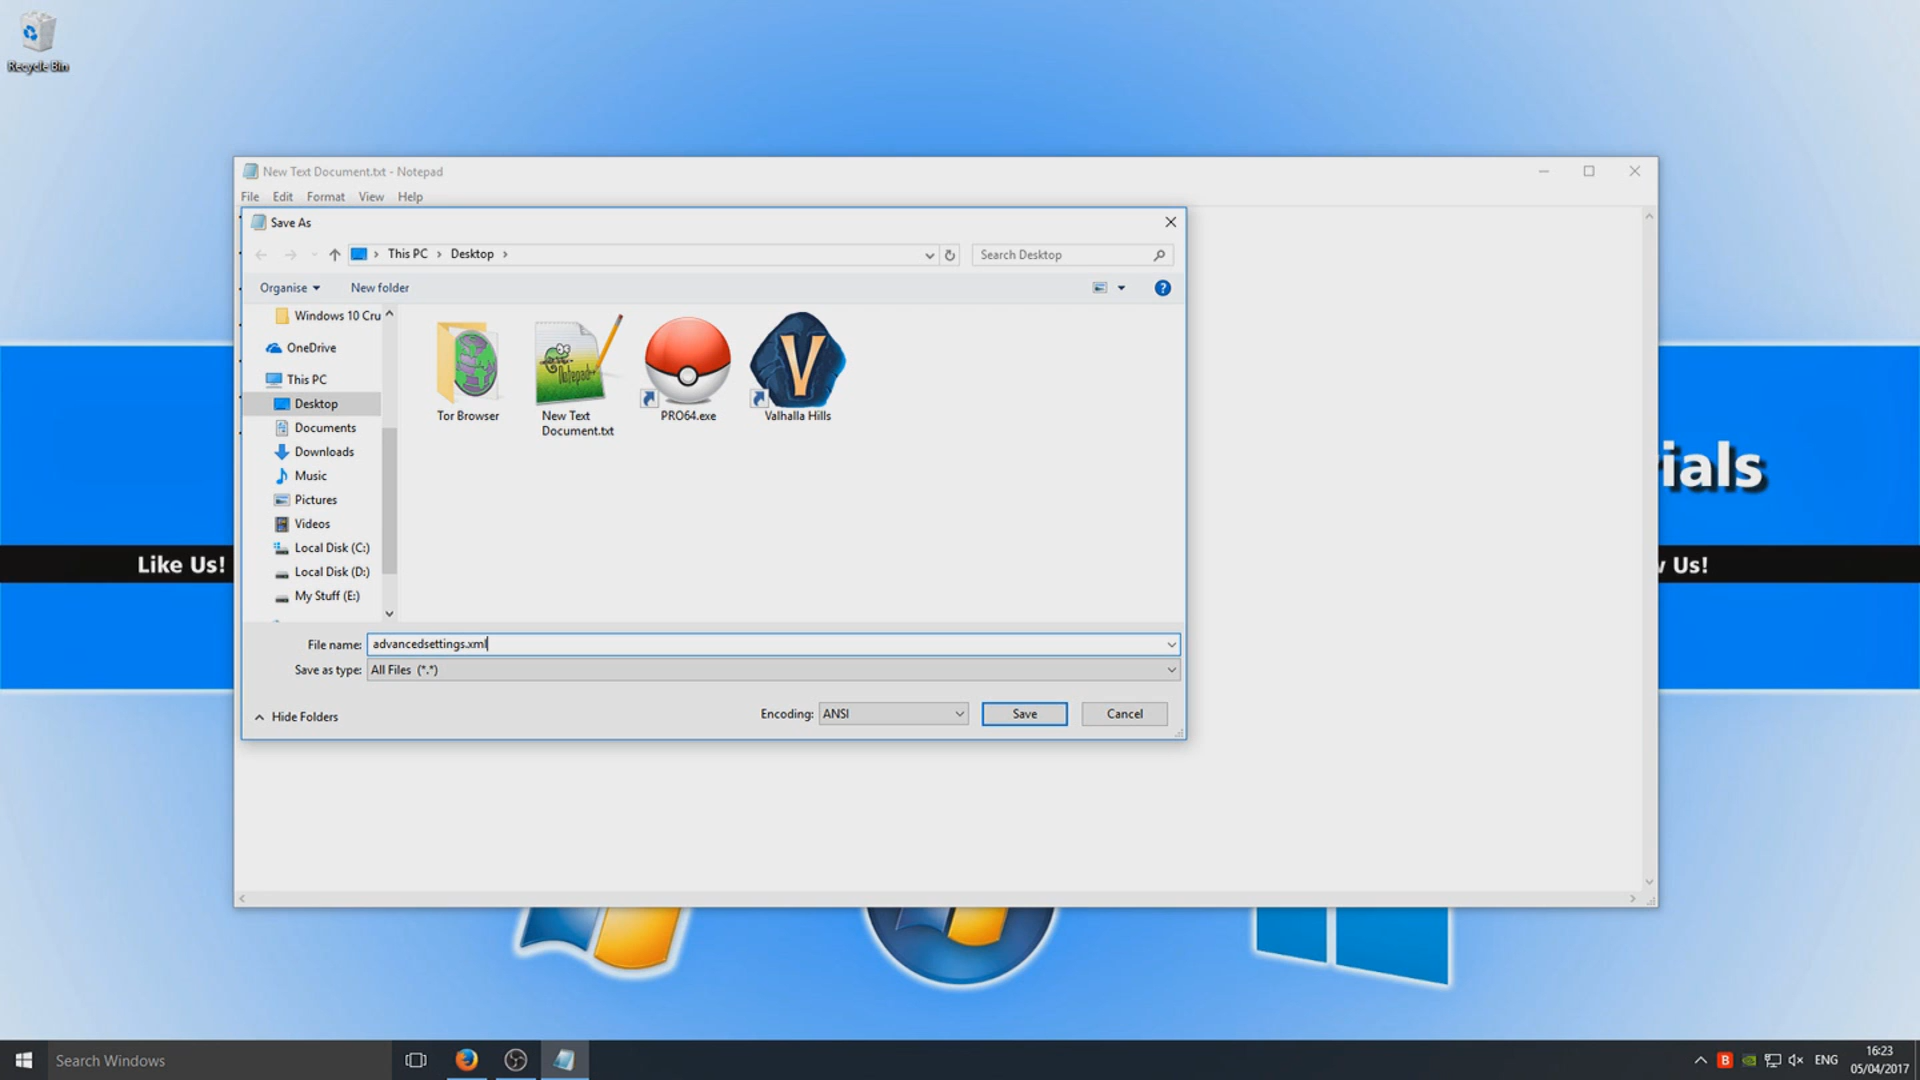 Recycle Bin
New Text Document.txt - Notepad
File Edit Format View Help
Save As
This PC Desktop
Search Desktop
Organise New folder
Windows 10 Cru
OneDrive
This PC
Desktop
Documents
Downloads
Music
Pictures
Videos
Local Disk (C:)
Local Disk (D:)
My Stuff (E:)
Notepad++
Tor Browser
New Text
Document.txt
PRO64.exe
V
Valhalla Hills
File name: advancedsettings.xml
Save as type: All Files (*.*)
Hide Folders
Encoding: ANSI
Save
Cancel
ials
Like Us!
Us!
Search Windows
B
ENG
16:23
05/04/2017